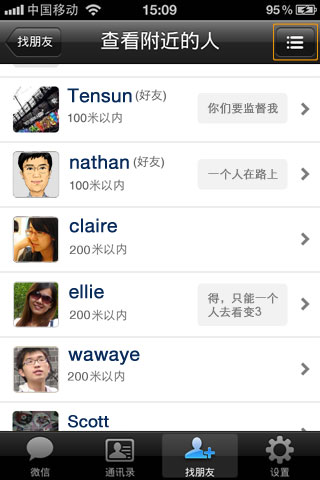 中国移动 15:09 95%
找朋友 查看附近的人
Tensun(好友) 你们要监督我
100米以内
nathan(好友) 一个人在路上
100米以内
claire
200米以内
ellie 得，只能一个
200米以内 人去看变3
wawaye
200米以内
Scott
微信 通讯录 找朋友 设置